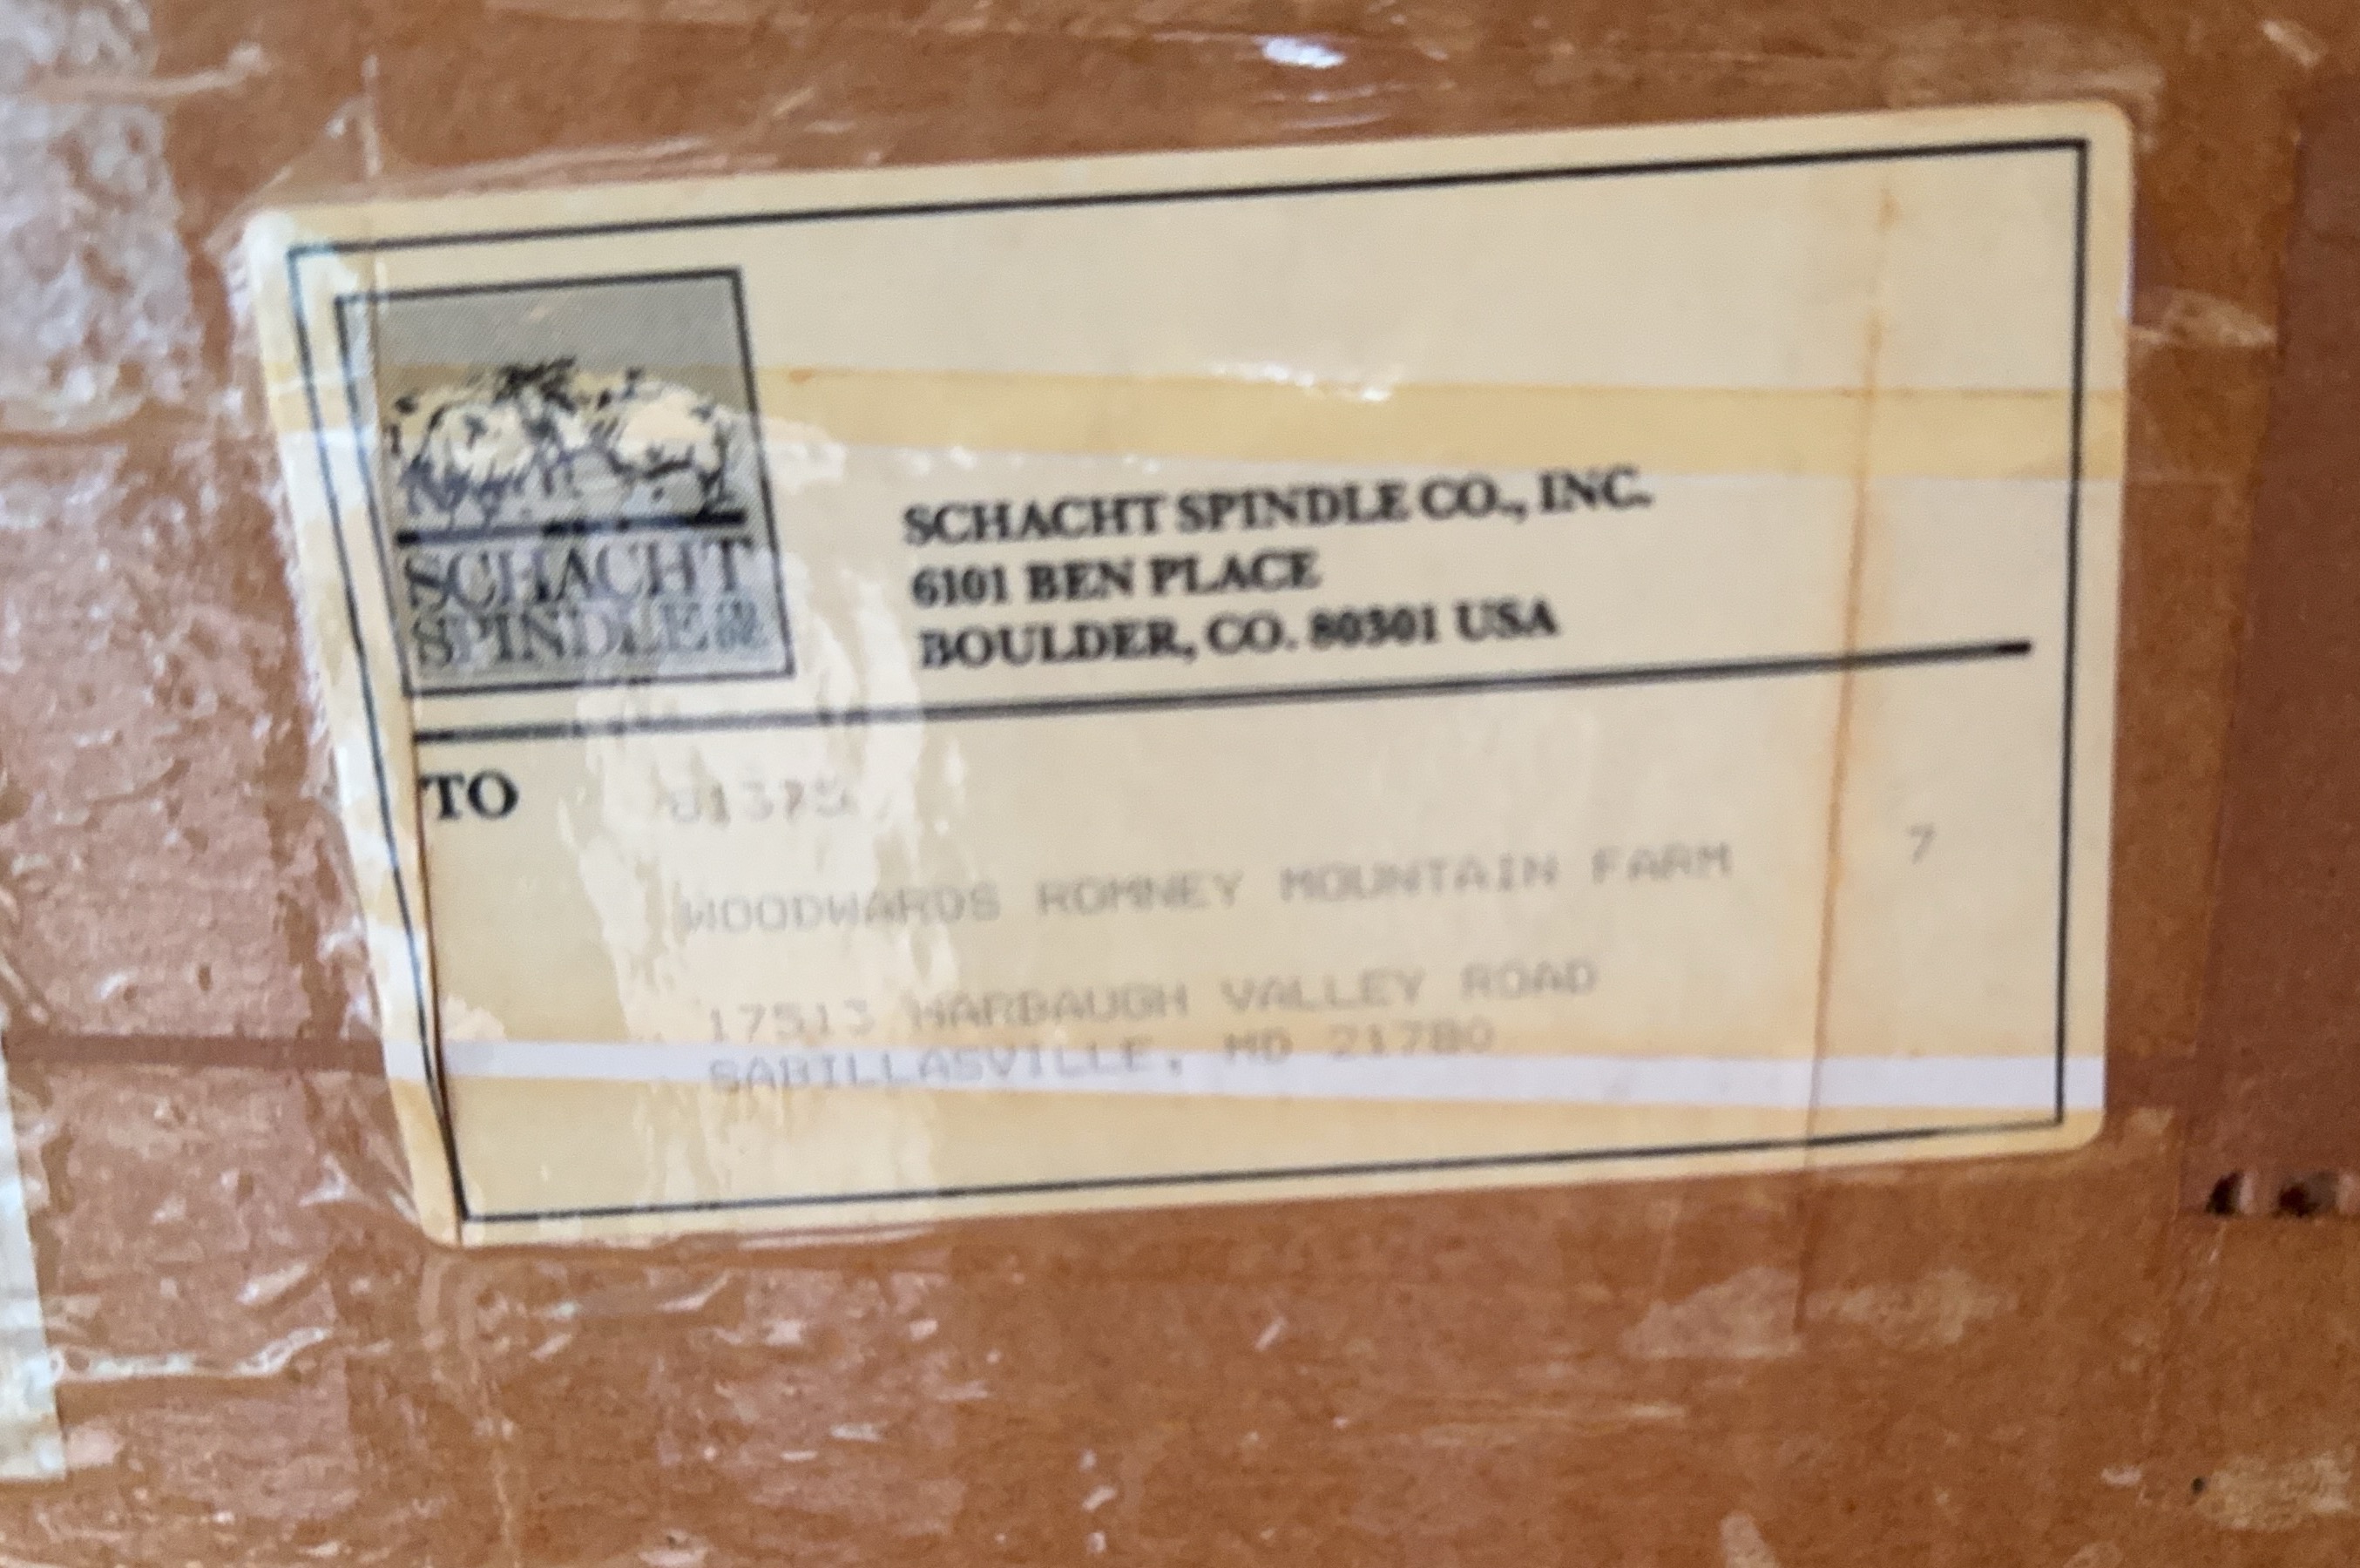 SCHACHT
SPINDLE CO.
SCHACHT SPINDLE CO., INC.
6101 BEN PLACE
BOULDER, CO. 80301 USA
TO
WOODWARDS ROMNEY MOUNTAIN FARM 7
17513 HARBAUGH VALLEY ROAD
SABILLASVILLE, MD 21780